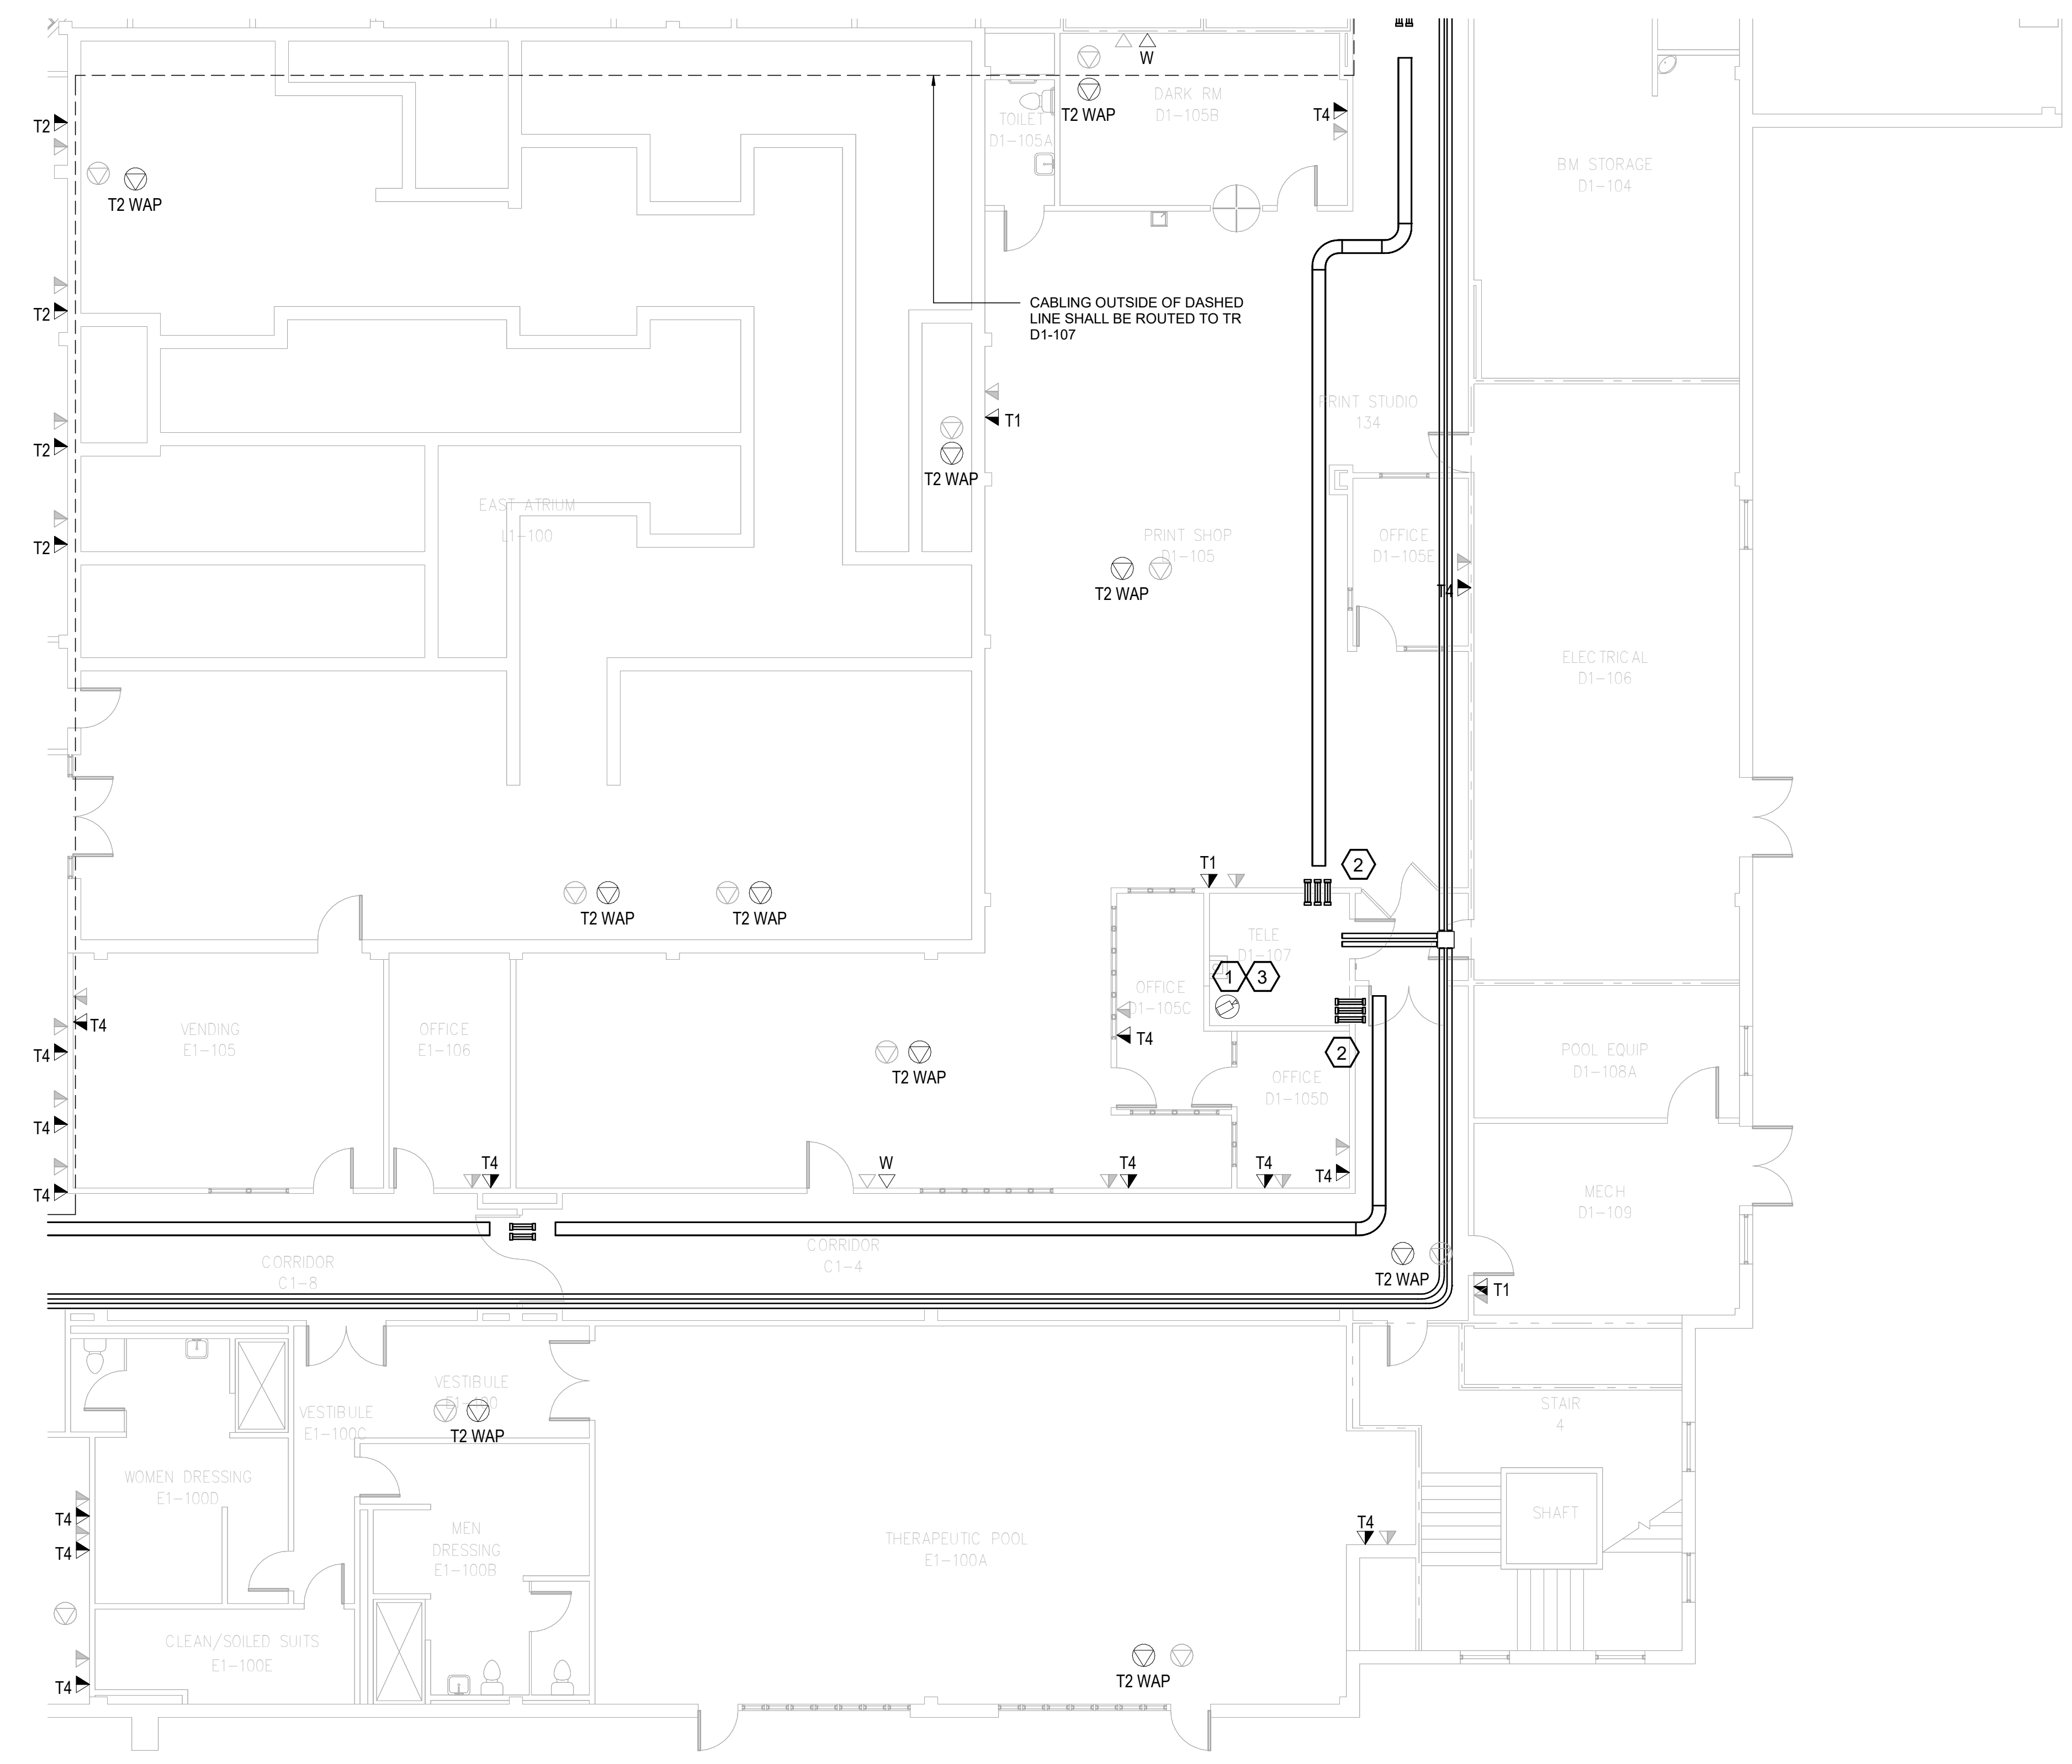 W
T2 WAP
DARK RM
D1-105B
T4
TOILET
D1-105A
T2
T2 WAP
BM STORAGE
D1-104
T2
CABLING OUTSIDE OF DASHED
LINE SHALL BE ROUTED TO TR
D1-107
PRINT STUDIO
134
T1
T2
T2 WAP
EAST ATRIUM
L1-100
PRINT SHOP
D1-105
OFFICE
D1-105E
T2
T2 WAP
T4
ELECTRICAL
D1-106
T1
2
T2 WAP
T2 WAP
TELE
D1-107
1
3
OFFICE
D1-105C
T4
VENDING
E1-105
OFFICE
E1-106
T4
T4
2
T2 WAP
OFFICE
D1-105D
POOL EQUIP
D1-108A
T4
T4
W
T4
T4
T4
T4
MECH
D1-109
CORRIDOR
C1-8
CORRIDOR
C1-4
T2 WAP
T1
VESTIBULE
E1-100
VESTIBULE
E1-100C
T2 WAP
STAIR
4
WOMEN DRESSING
E1-100D
T4
T4
MEN
DRESSING
E1-100B
THERAPEUTIC POOL
E1-100A
T4
SHAFT
CLEAN/SOILED SUITS
E1-100E
T4
T2 WAP